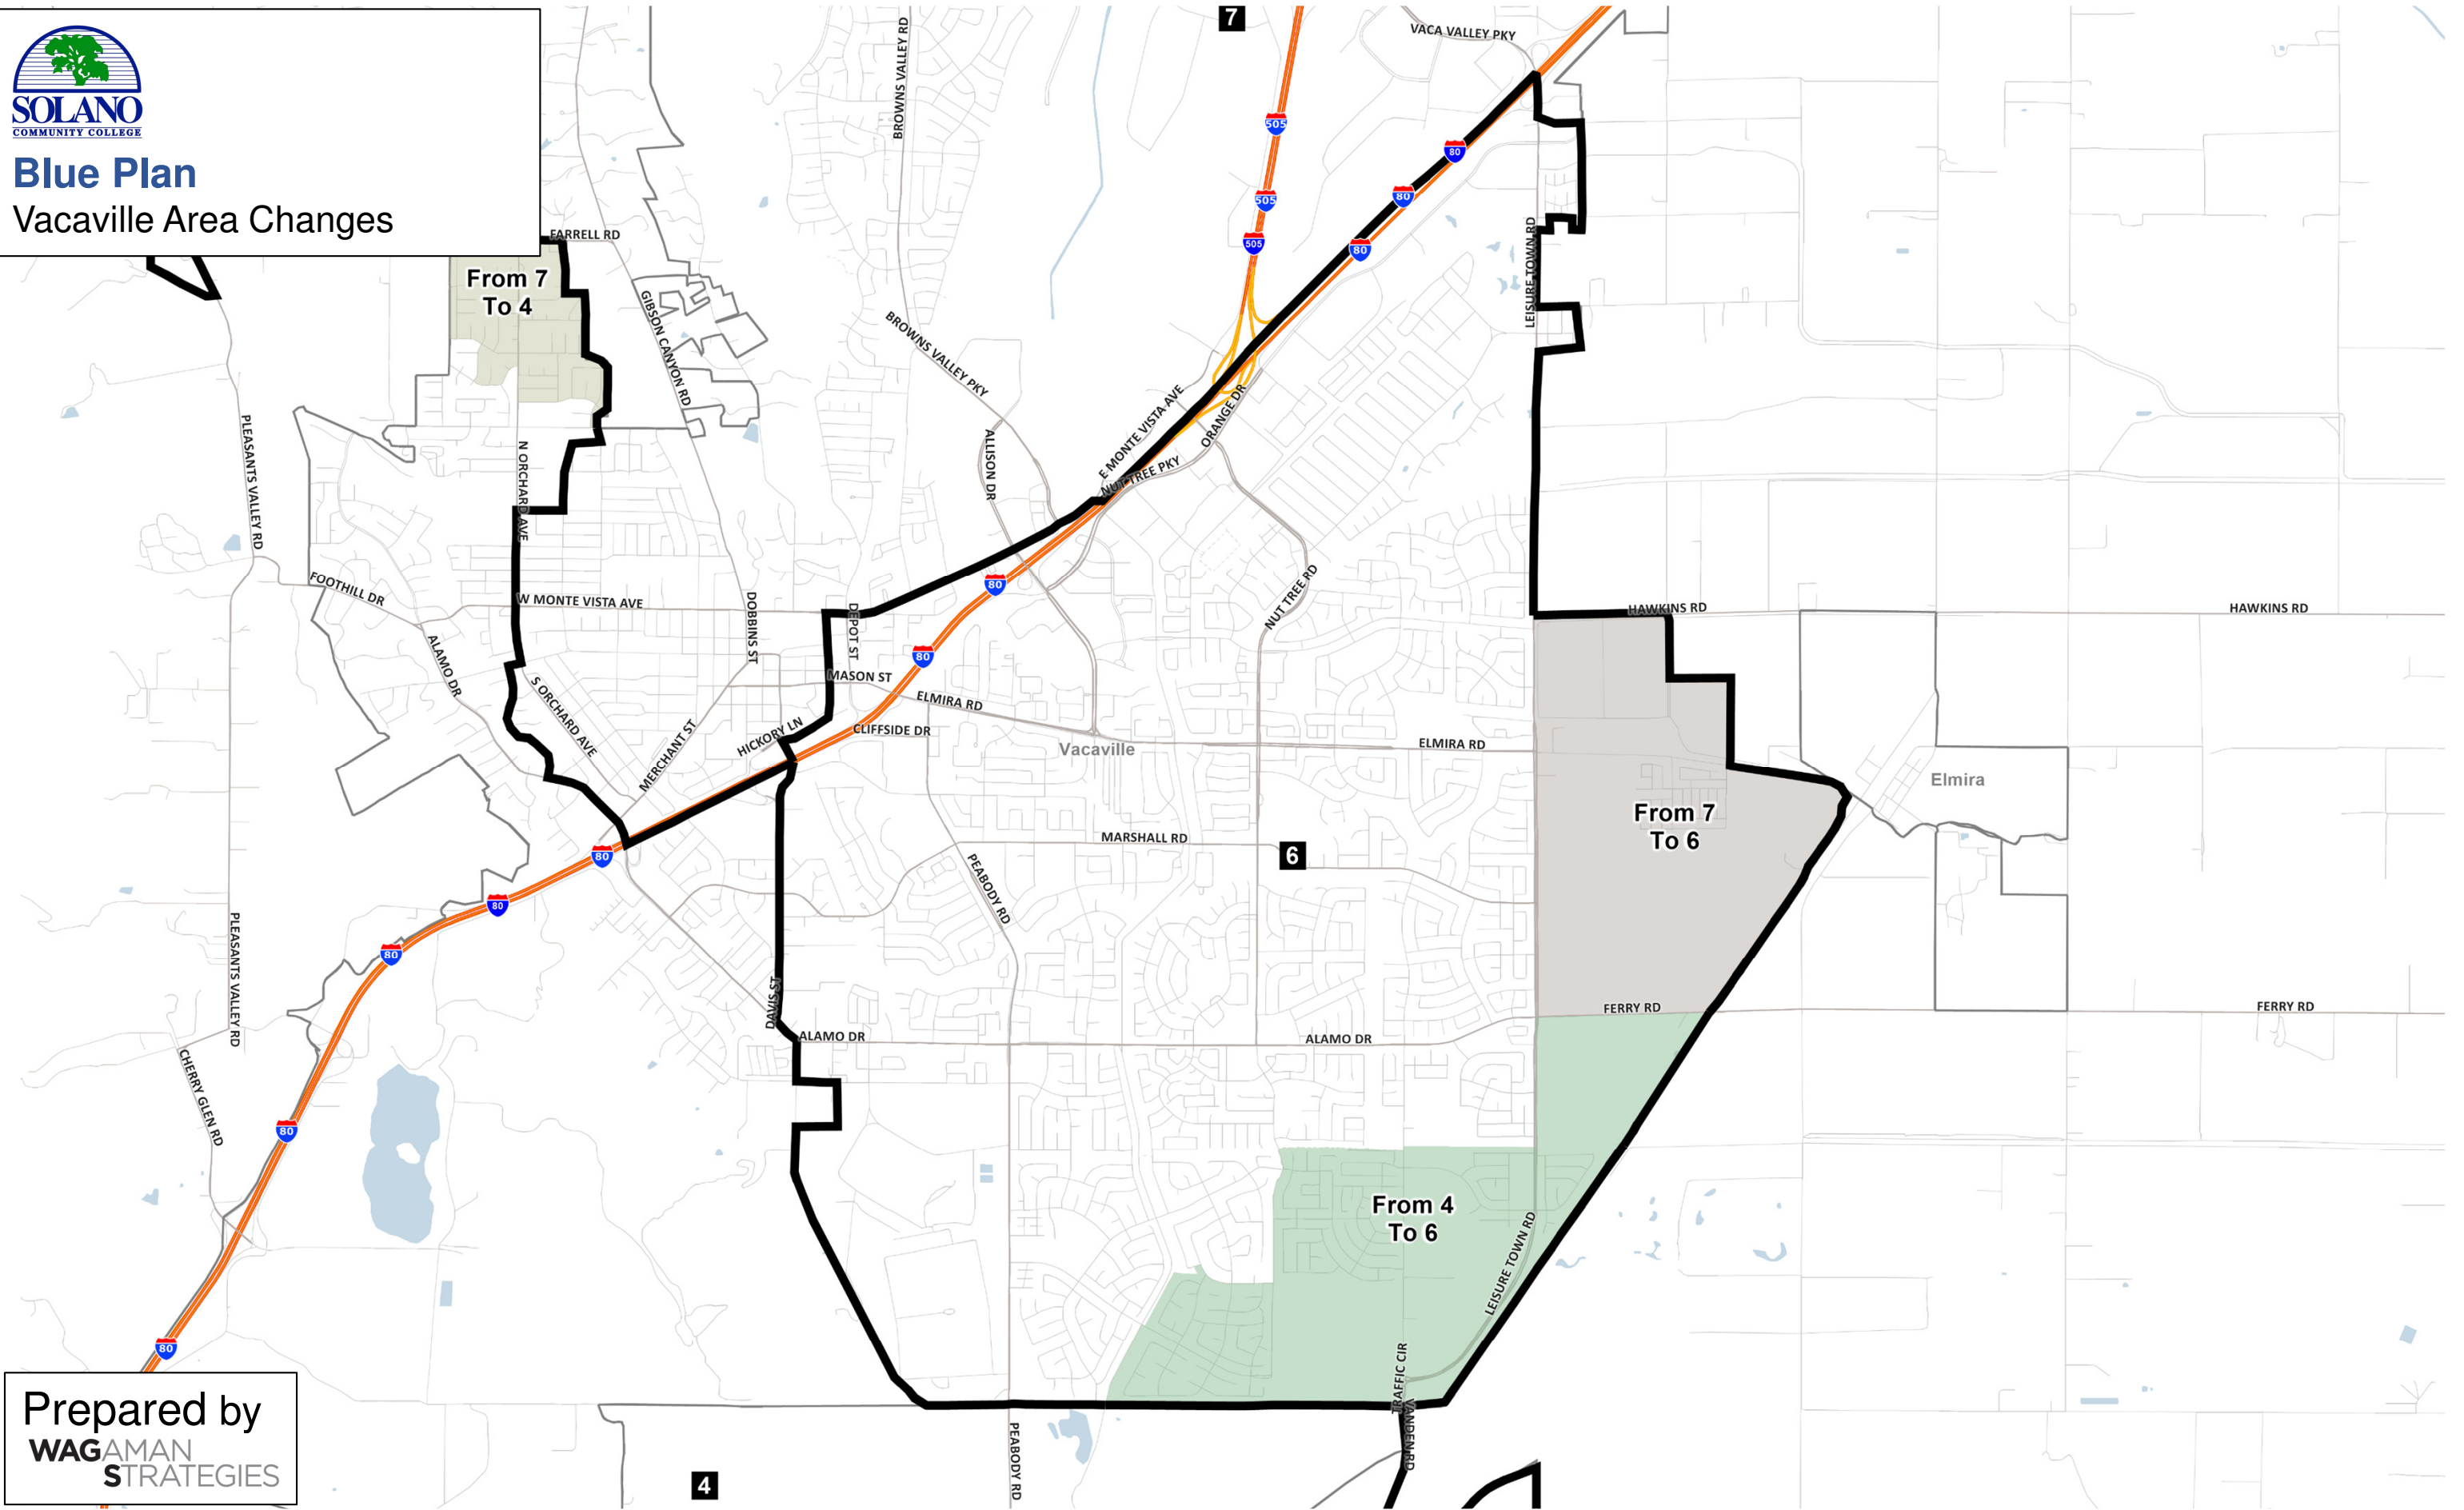 SOLANO
COMMUNITY COLLEGE
Blue Plan
Vacaville Area Changes
7
VACA VALLEY PKY
BROWNS VALLEY RD
505
80
505
80
505
80
FARRELL RD
From 7
To 4
GIBSON CANYON RD
LEISURE TOWN RD
BROWNS VALLEY PKY
PLEASANTS VALLEY RD
N ORCHARD AVE
ALLISON DR
E MONTE VISTA AVE
ORANGE DR
NUT TREE PKY
FOOTHILL DR
W MONTE VISTA AVE
DOBBINS ST
DEPOT ST
80
NUT TREE RD
HAWKINS RD
HAWKINS RD
ALAMO DR
S ORCHARD AVE
MASON ST
80
ELMIRA RD
MERCHANT ST
HICKORY LN
CLIFFSIDE DR
Vacaville
ELMIRA RD
Elmira
From 7
To 6
MARSHALL RD
6
80
PEABODY RD
80
80
PLEASANTS VALLEY RD
DAVIS ST
FERRY RD
FERRY RD
ALAMO DR
ALAMO DR
CHERRY GLEN RD
80
From 4
To 6
LEISURE TOWN RD
80
TRAFFIC CIR
VANDEN RD
PEABODY RD
4
Prepared by
WAGAMAN
STRATEGIES